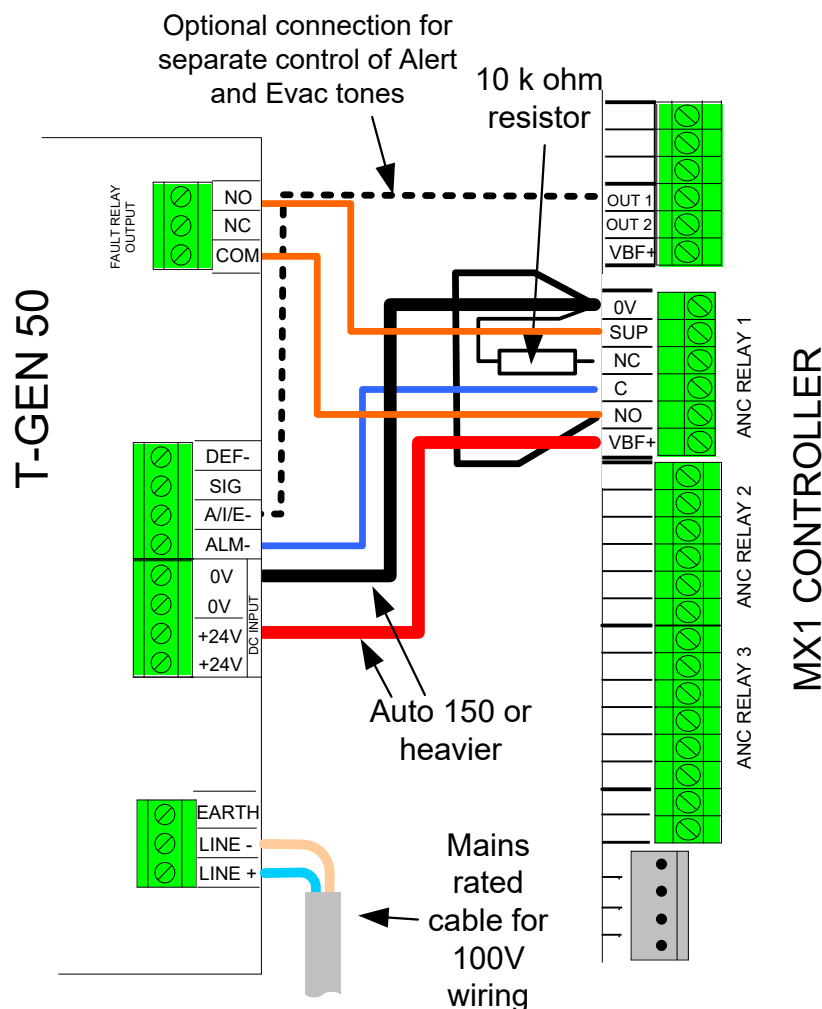 Optional connection for
separate control of Alert
and Evac tones
10 k ohm
resistor
T-GEN 50
FAULT RELAY
OUTPUT
NO
NC
COM
DEF-
SIG
A/I/E-
ALM-
0V
0V
+24V
+24V
DC INPUT
EARTH
LINE -
LINE +
Auto 150 or
heavier
Mains
rated
cable for
100V
wiring
OUT 1
OUT 2
VBF+
0V
SUP
NC
C
NO
VBF+
ANC RELAY 1
ANC RELAY 2
ANC RELAY 3
MX1 CONTROLLER